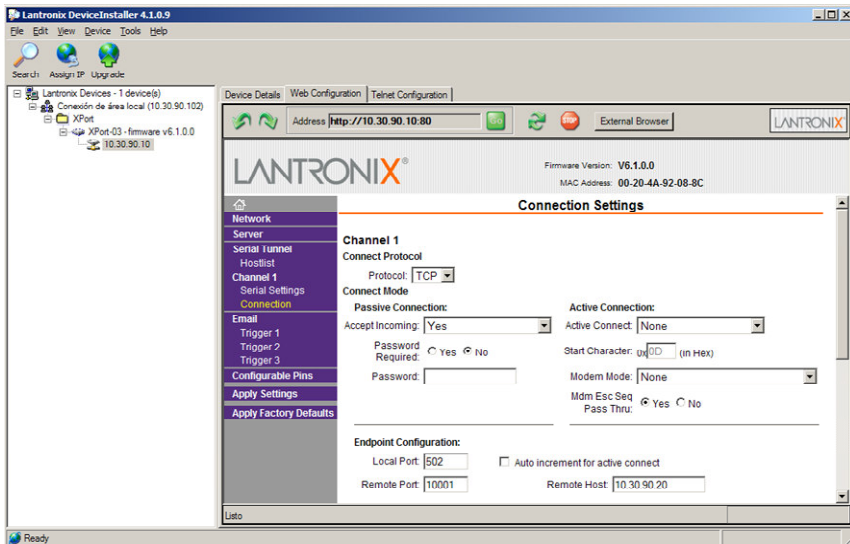 Lantronix DeviceInstaller 4.1.0.9
File Edit View Device Tools Help
Search Assign IP Upgrade
Lantronix Devices - 1 device(s)
Conexión de área local (10.30.90.102)
XPort
XPort-03 - firmware v6.1.0.0
10.30.90.10
Device Details Web Configuration Telnet Configuration
Address http://10.30.90.10:80 GO STOP External Browser LANTRONIX
LANTRONIX®
Firmware Version: V6.1.0.0
MAC Address: 00-20-4A-92-08-8C
Network
Server
Serial Tunnel
Hostlist
Channel 1
Serial Settings
Connection
Email
Trigger 1
Trigger 2
Trigger 3
Configurable Pins
Apply Settings
Apply Factory Defaults
Connection Settings
Channel 1
Connect Protocol
Protocol: TCP
Connect Mode
Passive Connection: Active Connection:
Accept Incoming: Yes Active Connect: None
Password Required: Yes No Start Character: 0x 0D (in Hex)
Password: Modem Mode: None
Mdm Esc Seq Pass Thru: Yes No
Endpoint Configuration:
Local Port: 502 Auto increment for active connect
Remote Port: 10001 Remote Host: 10.30.90.20
Listo
Ready